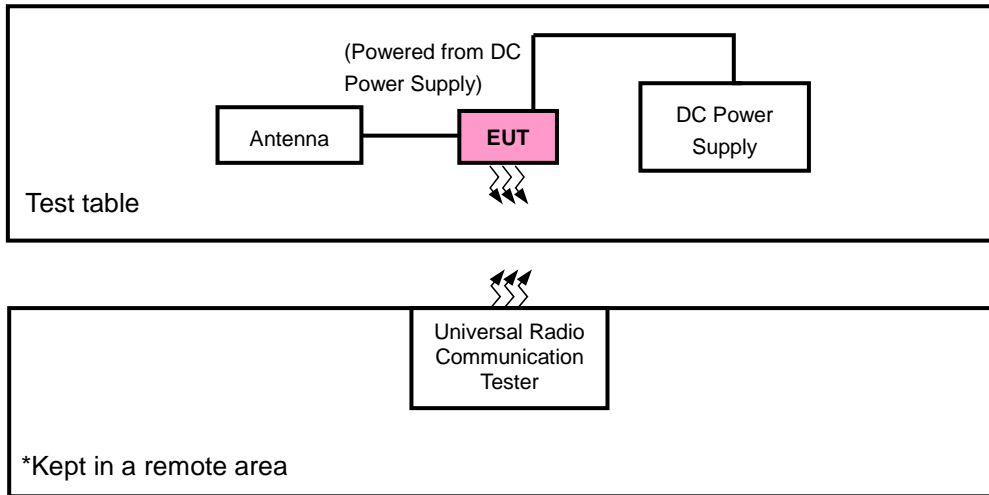 (Powered from DC
Power Supply)
Antenna
EUT
DC Power
Supply
Test table
Universal Radio
Communication
Tester
*Kept in a remote area